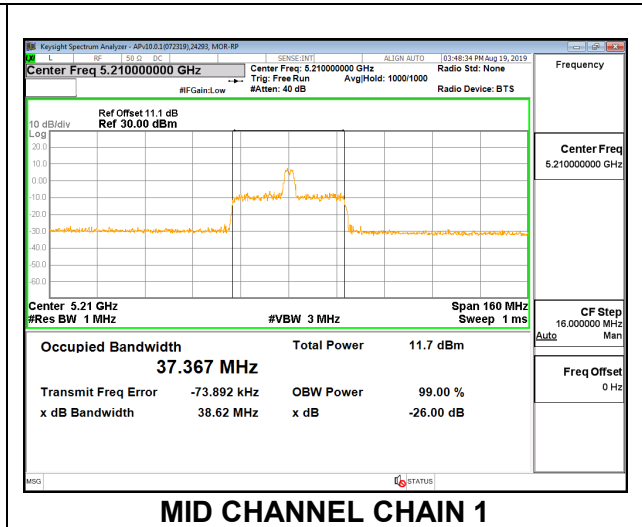 Keysight Spectrum Analyzer - APv10.0.1(072319),24293, MOR-RP
L RF 50 Ω DC SENSE:INT ALIGN AUTO 03:48:34 PM Aug 19, 2019
Center Freq 5.210000000 GHz
Center Freq: 5.210000000 GHz
Radio Std: None
Trig: Free Run Avg|Hold: 1000/1000
#IFGain:Low #Atten: 40 dB Radio Device: BTS
Frequency
Ref Offset 11.1 dB
10 dB/div Ref 30.00 dBm
Log
20.0
10.0
0.00
-10.0
-20.0
-30.0
-40.0
-50.0
-60.0
Center 5.21 GHz Span 160 MHz
#Res BW 1 MHz #VBW 3 MHz Sweep 1 ms
Occupied Bandwidth Total Power 11.7 dBm
37.367 MHz
Transmit Freq Error -73.892 kHz OBW Power 99.00 %
x dB Bandwidth 38.62 MHz x dB -26.00 dB
Center Freq
5.210000000 GHz
CF Step
16.000000 MHz
Auto Man
Freq Offset
0 Hz
MSG STATUS
MID CHANNEL CHAIN 1